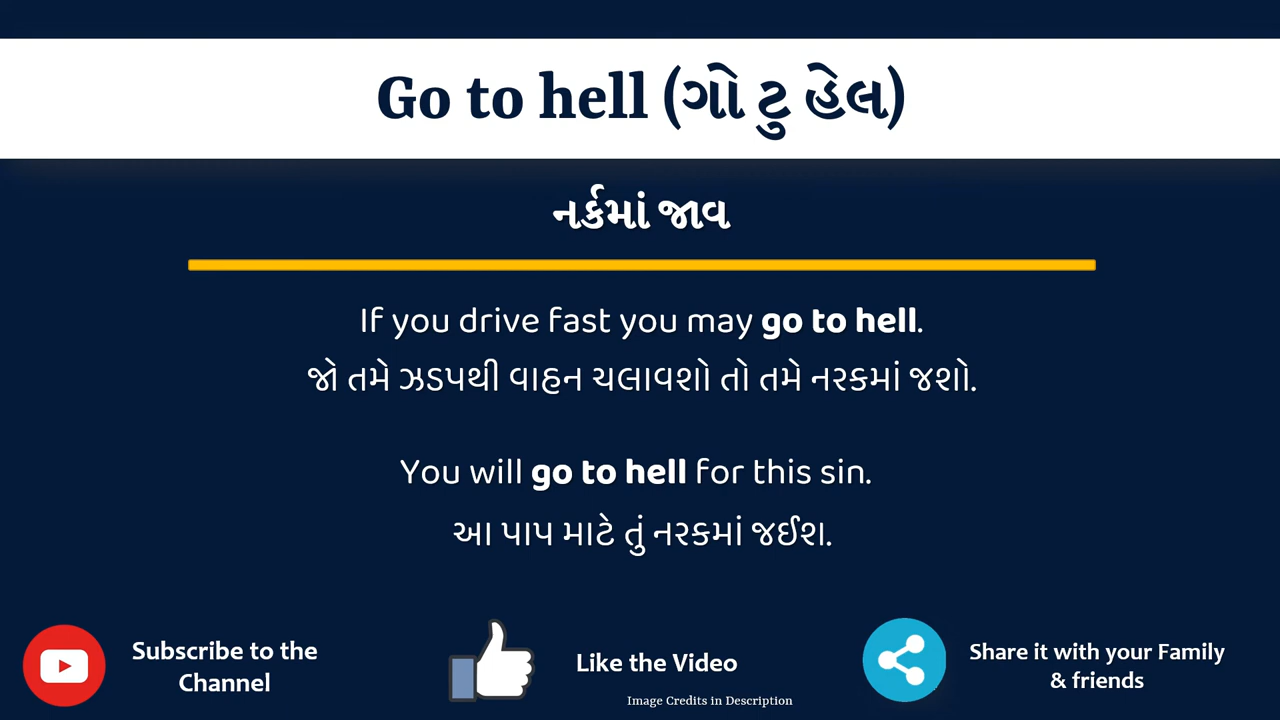 Go to hell (ગો ટુ હેલ)
નર્કમાં જાવ
If you drive fast you may go to hell.
જો તમે ઝડપથી વાહન ચલાવશો તો તમે નરકમાં જશો.
You will go to hell for this sin.
આ પાપ માટે તું નરકમાં જઈશ.
Subscribe to the
Channel
Like the Video
Share it with your Family
& friends
Image Credits in Description